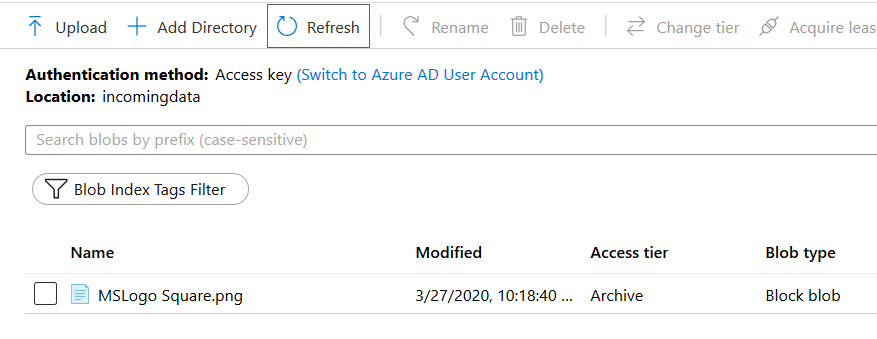 Upload Add Directory Refresh Rename Delete Change tier Acquire leas
Authentication method: Access key (Switch to Azure AD User Account)
Location: incomingdata
Search blobs by prefix (case-sensitive)
Blob Index Tags Filter
Name Modified Access tier Blob type
MSLogo Square.png 3/27/2020, 10:18:40 ... Archive Block blob